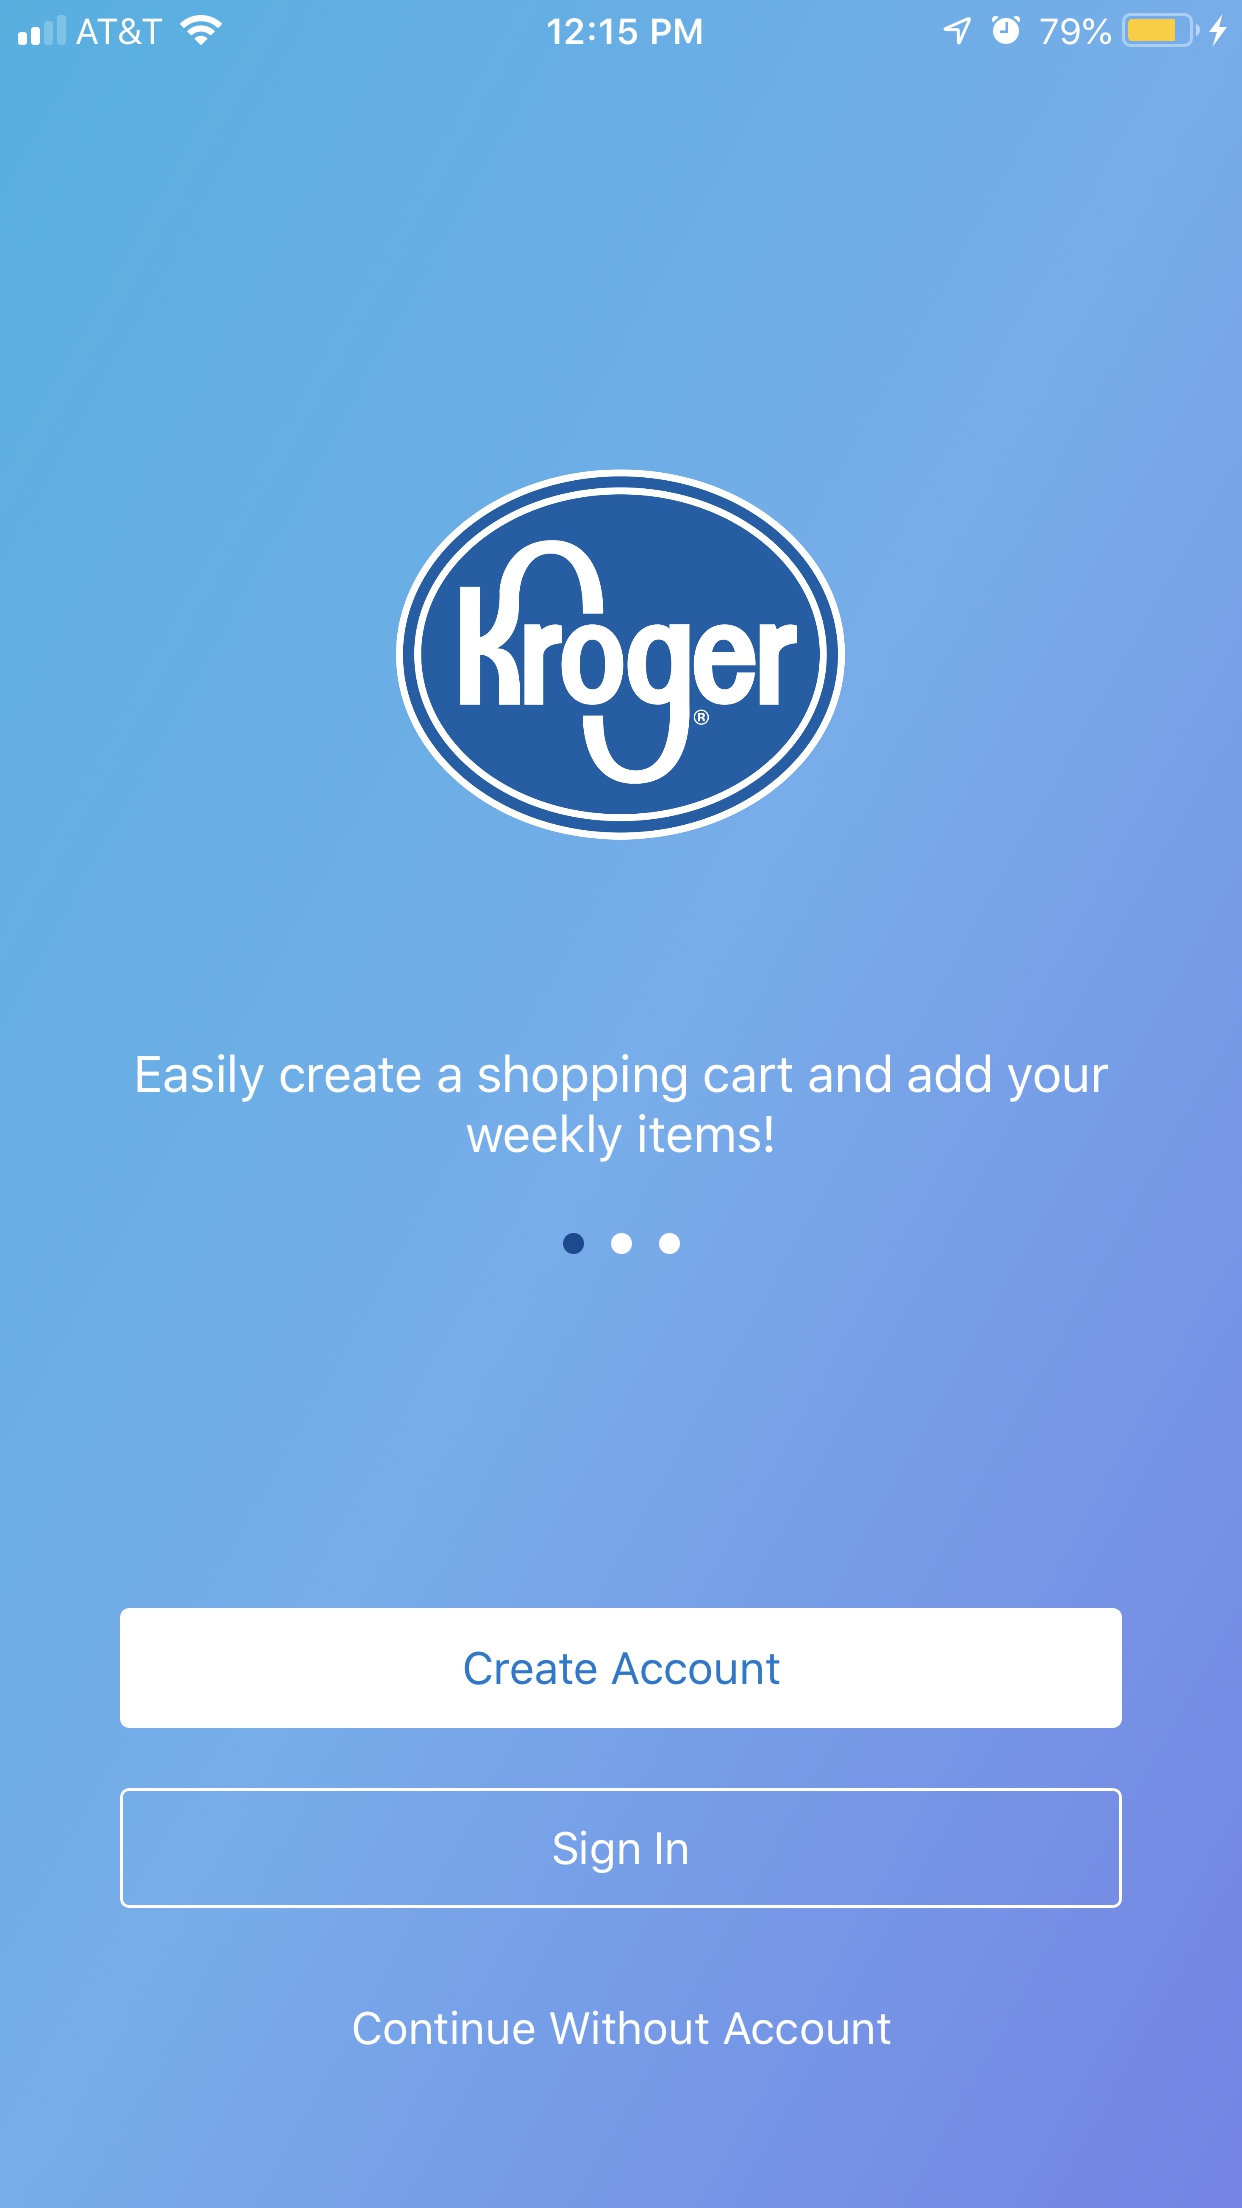 AT&T 12:15 PM 79%
Kroger®
Easily create a shopping cart and add your
weekly items!
Create Account
Sign In
Continue Without Account